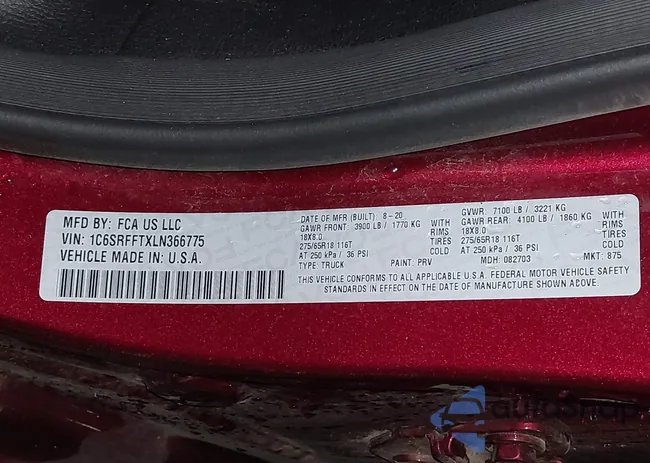 MFD BY: FCA US LLC
VIN: 1C6SRFFTXLN366775
VEHICLE MADE IN: U.S.A.
DATE OF MFR (BUILT): 8-20
GAWR FRONT: 3900 LB / 1770 KG WITH
18X8.0 RIMS
275/65R18 116T TIRES
AT 250 kPa / 36 PSI
TYPE: TRUCK PAINT: PRV
GVWR: 7100 LB / 3221 KG
GAWR REAR: 4100 LB / 1860 KG WITH
18X8.0 RIMS
275/65R18 116T TIRES
AT 250 kPa / 36 PSI
MDH: 082703 MKT: 875
THIS VEHICLE CONFORMS TO ALL APPLICABLE U.S.A. FEDERAL MOTOR VEHICLE SAFETY
STANDARDS IN EFFECT ON THE DATE OF MANUFACTURE SHOWN ABOVE.
autoShop